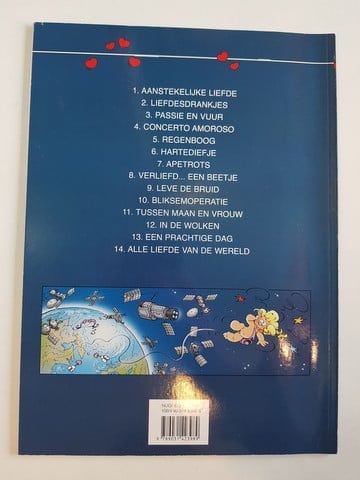 1. AANSTEKELIJKE LIEFDE
2. LIEFDESDRANKJES
3. PASSIE EN VUUR
4. CONCERTO AMOROSO
5. REGENBOOG
6. HARTEDIEFJE
7. APETROTS
8. VERLIEFD... EEN BEETJE
9. LEVE DE BRUID
10. BLIKSEMOPERATIE
11. TUSSEN MAAN EN VROUW
12. IN DE WOLKEN
13. EEN PRACHTIGE DAG
14. ALLE LIEFDE VAN DE WERELD